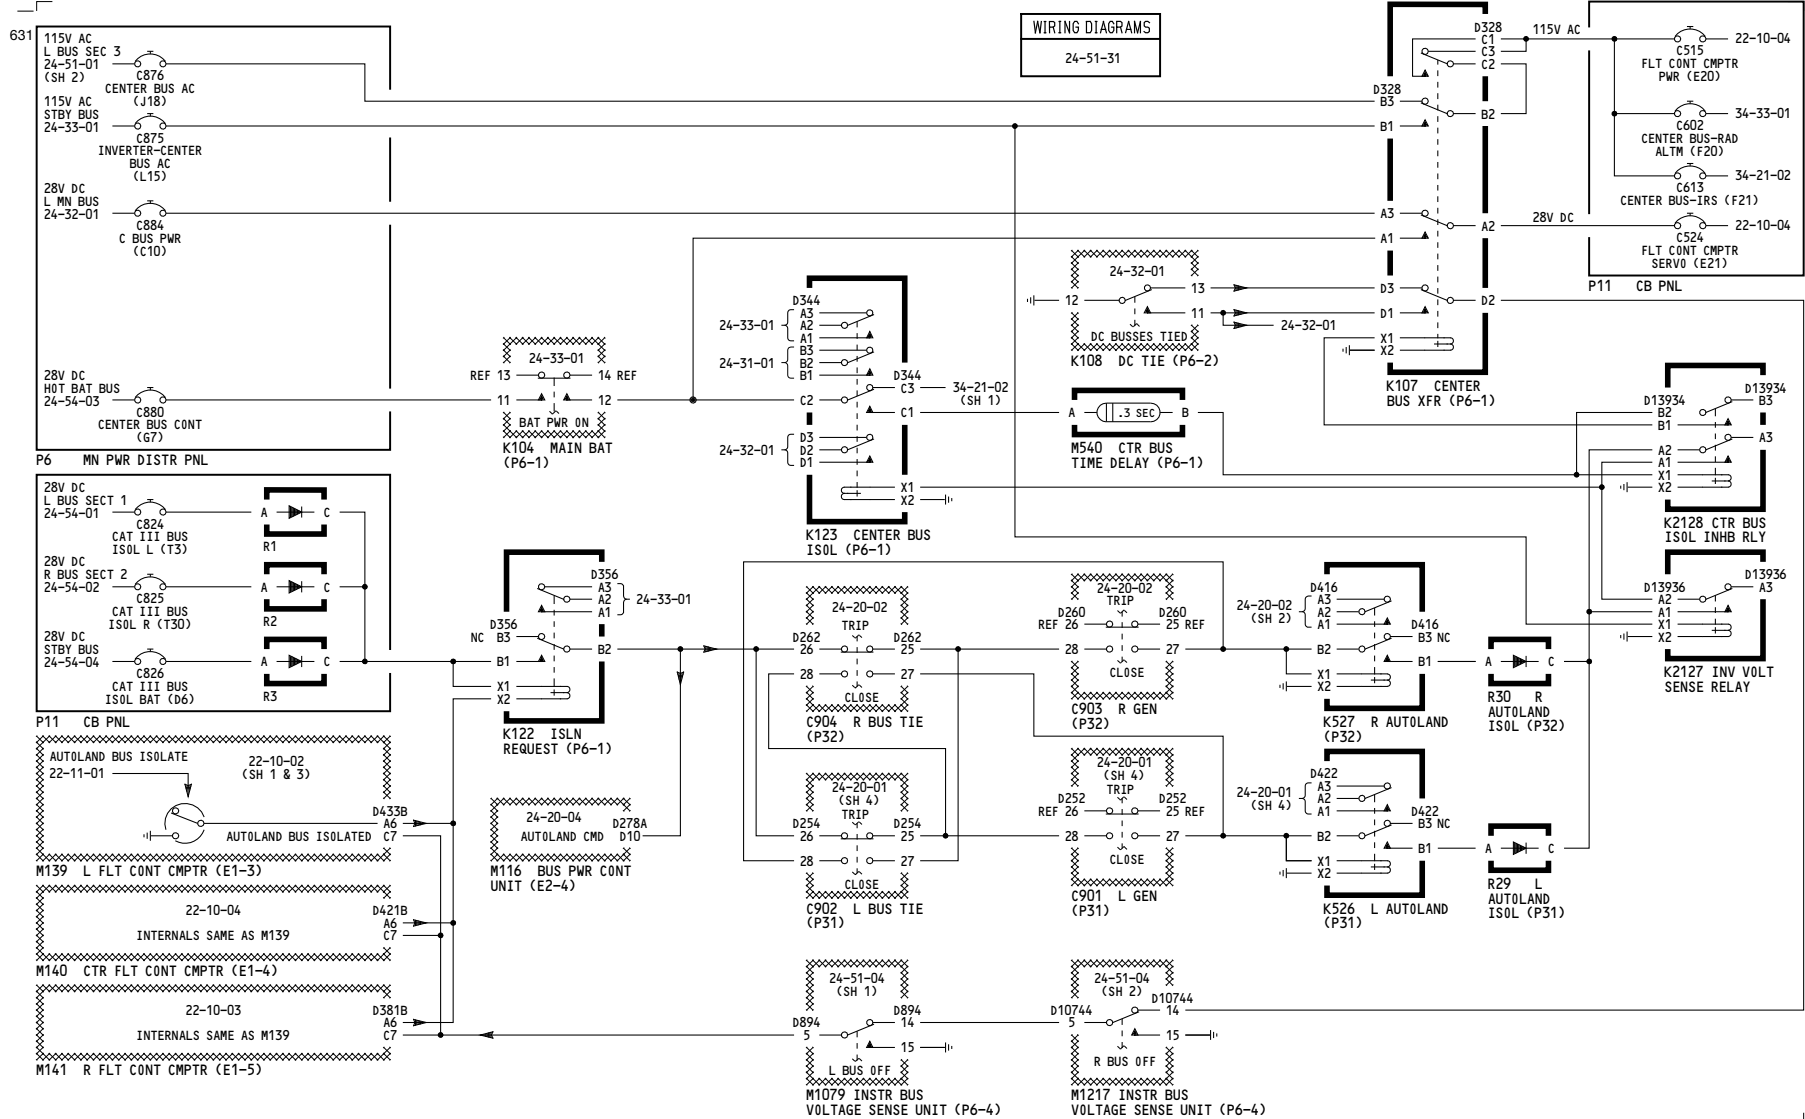 631
WIRING DIAGRAMS
24-51-31
115V AC
L BUS SEC 3
24-51-01
(SH 2)
C876
CENTER BUS AC
(J18)
115V AC
STBY BUS
24-33-01
C875
INVERTER-CENTER
BUS AC
(L15)
28V DC
L MN BUS
24-32-01
C884
C BUS PWR
(C10)
28V DC
HOT BAT BUS
24-54-03
C880
CENTER BUS CONT
(G7)
P6 MN PWR DISTR PNL
28V DC
L BUS SECT 1
24-54-01
C824
CAT III BUS
ISOL L (T3)
A C
R1
28V DC
R BUS SECT 2
24-54-02
C825
CAT III BUS
ISOL R (T30)
A C
R2
28V DC
STBY BUS
24-54-04
C826
CAT III BUS
ISOL BAT (D6)
A C
R3
P11 CB PNL
AUTOLAND BUS ISOLATE
22-11-01
22-10-02
(SH 1 & 3)
D433B
A6
C7
AUTOLAND BUS ISOLATED
M139 L FLT CONT CMPTR (E1-3)
22-10-04
INTERNALS SAME AS M139
D421B
A6
C7
M140 CTR FLT CONT CMPTR (E1-4)
22-10-03
INTERNALS SAME AS M139
D381B
A6
C7
M141 R FLT CONT CMPTR (E1-5)
24-33-01
REF 13
14 REF
11
12
BAT PWR ON
K104 MAIN BAT
(P6-1)
D356
A3
A2
A1
24-33-01
D356
NC B3
B1
B2
X1
X2
K122 ISLN
REQUEST (P6-1)
24-20-04
AUTOLAND CMD
D278A
D10
M116 BUS PWR CONT
UNIT (E2-4)
D344
A3
A2
A1
24-33-01
B3
B2
B1
24-31-01
D344
C3
34-21-02
(SH 1)
C2
C1
D3
D2
D1
24-32-01
X1
X2
K123 CENTER BUS
ISOL (P6-1)
24-20-02
TRIP
D262
26
D262
25
28
27
CLOSE
C904 R BUS TIE
(P32)
24-20-01
(SH 4)
TRIP
D254
26
D254
25
28
27
CLOSE
C902 L BUS TIE
(P31)
24-51-04
(SH 1)
D894
5
D894
14
15
L BUS OFF
M1079 INSTR BUS
VOLTAGE SENSE UNIT (P6-4)
24-32-01
12
13
11
24-32-01
DC BUSSES TIED
K108 DC TIE (P6-2)
A .3 SEC B
M540 CTR BUS
TIME DELAY (P6-1)
24-20-02
TRIP
D260
REF 26
D260
25 REF
28
27
CLOSE
C903 R GEN
(P32)
24-20-01
(SH 4)
TRIP
D252
REF 26
D252
25 REF
28
27
CLOSE
C901 L GEN
(P31)
24-51-04
(SH 2)
D10744
5
D10744
14
15
R BUS OFF
M1217 INSTR BUS
VOLTAGE SENSE UNIT (P6-4)
D328
C1
C3
C2
D328
B3
B2
B1
A3
A2
A1
D3
D2
D1
X1
X2
K107 CENTER
BUS XFR (P6-1)
115V AC
28V DC
C515
FLT CONT CMPTR
PWR (E20)
22-10-04
C602
CENTER BUS-RAD
ALTM (F20)
34-33-01
C613
CENTER BUS-IRS (F21)
34-21-02
C524
FLT CONT CMPTR
SERVO (E21)
22-10-04
P11 CB PNL
D13934
B3
D13934
B2
B1
A3
A2
A1
X1
X2
K2128 CTR BUS
ISOL INHB RLY
D13936
A3
D13936
A2
A1
X1
X2
K2127 INV VOLT
SENSE RELAY
24-20-02
(SH 2)
D416
A3
A2
A1
D416
B3 NC
B2
B1
X1
X2
K527 R AUTOLAND
(P32)
A C
R30 R
AUTOLAND
ISOL (P32)
24-20-01
(SH 4)
D422
A3
A2
A1
D422
B3 NC
B2
B1
X1
X2
K526 L AUTOLAND
(P31)
A C
R29 L
AUTOLAND
ISOL (P31)